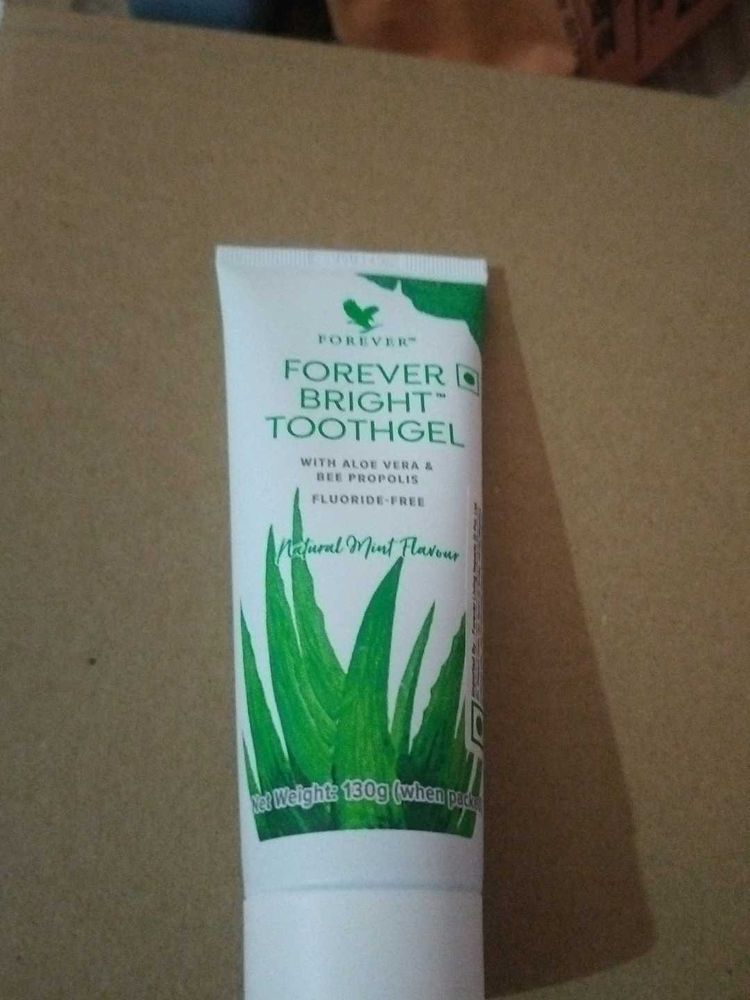 FOREVER™
FOREVER
BRIGHT™
TOOTHGEL
WITH ALOE VERA &
BEE PROPOLIS
FLUORIDE-FREE
Natural Mint Flavour
Net Weight: 130g (when packed